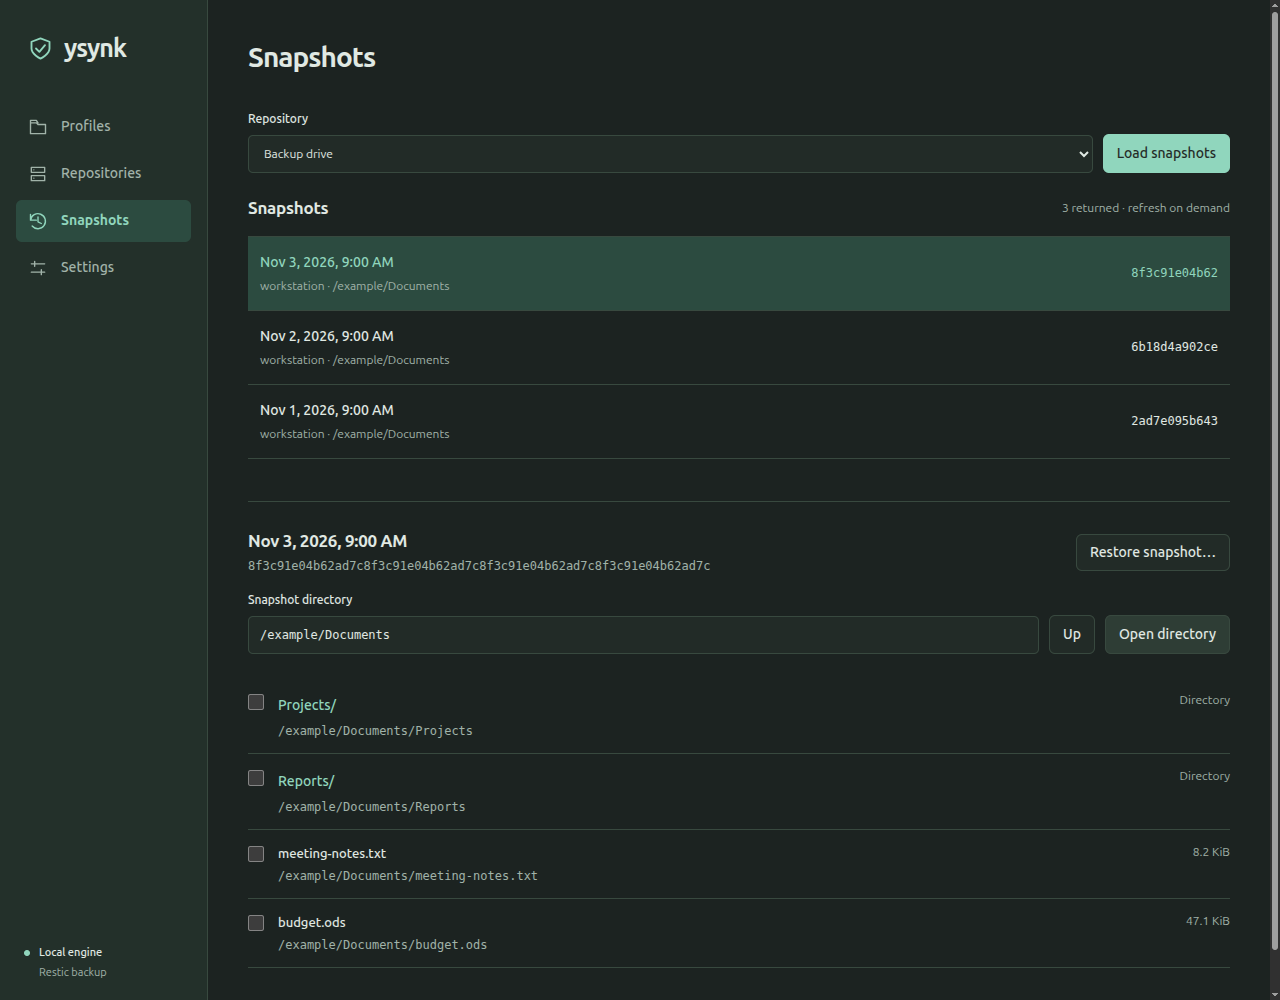 ysynk
Profiles
Repositories
Snapshots
Settings
Local engine
Restic backup
Snapshots
Repository
Backup drive
Load snapshots
Snapshots
3 returned · refresh on demand
Nov 3, 2026, 9:00 AM
workstation · /example/Documents
8f3c91e04b62
Nov 2, 2026, 9:00 AM
workstation · /example/Documents
6b18d4a902ce
Nov 1, 2026, 9:00 AM
workstation · /example/Documents
2ad7e095b643
Nov 3, 2026, 9:00 AM
8f3c91e04b62ad7c8f3c91e04b62ad7c8f3c91e04b62ad7c8f3c91e04b62ad7c
Restore snapshot…
Snapshot directory
/example/Documents
Up
Open directory
Projects/
Directory
/example/Documents/Projects
Reports/
Directory
/example/Documents/Reports
meeting-notes.txt
8.2 KiB
/example/Documents/meeting-notes.txt
budget.ods
47.1 KiB
/example/Documents/budget.ods